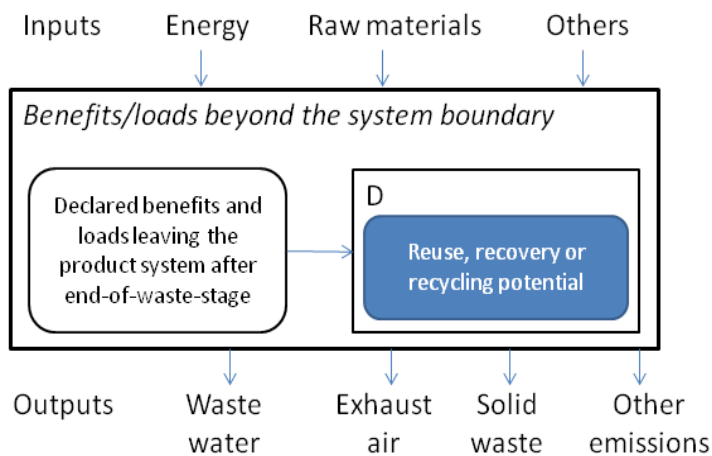 Inputs Energy Raw materials Others
Benefits/loads beyond the system boundary
Declared benefits and
loads leaving the
product system after
end-of-waste-stage
D
Reuse, recovery or
recycling potential
Outputs Waste Exhaust Solid Other
water air waste emissions